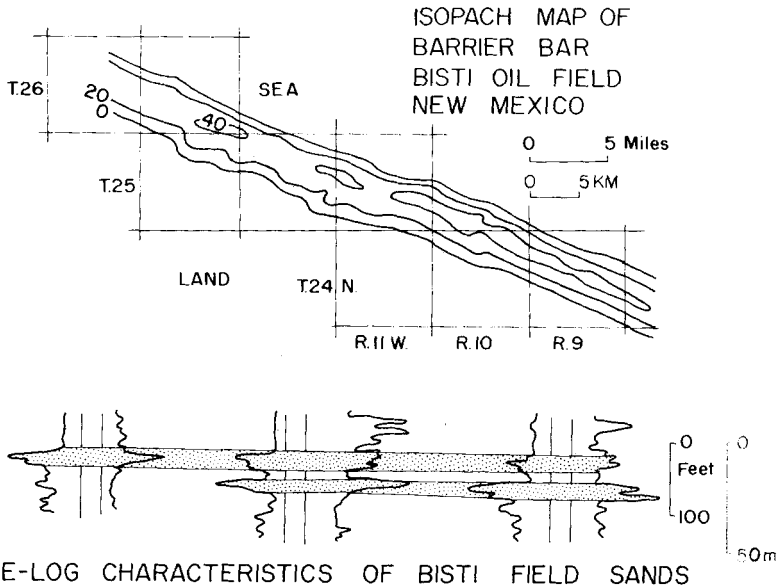 ISOPACH MAP OF
BARRIER BAR
BISTI OIL FIELD
NEW MEXICO
T.26
SEA
20
0
40
0 5 Miles
0 5 KM
T.25
LAND
T.24 N.
R.11 W. R.10 R.9
0 0
Feet
100
50m
E-LOG CHARACTERISTICS OF BISTI FIELD SANDS